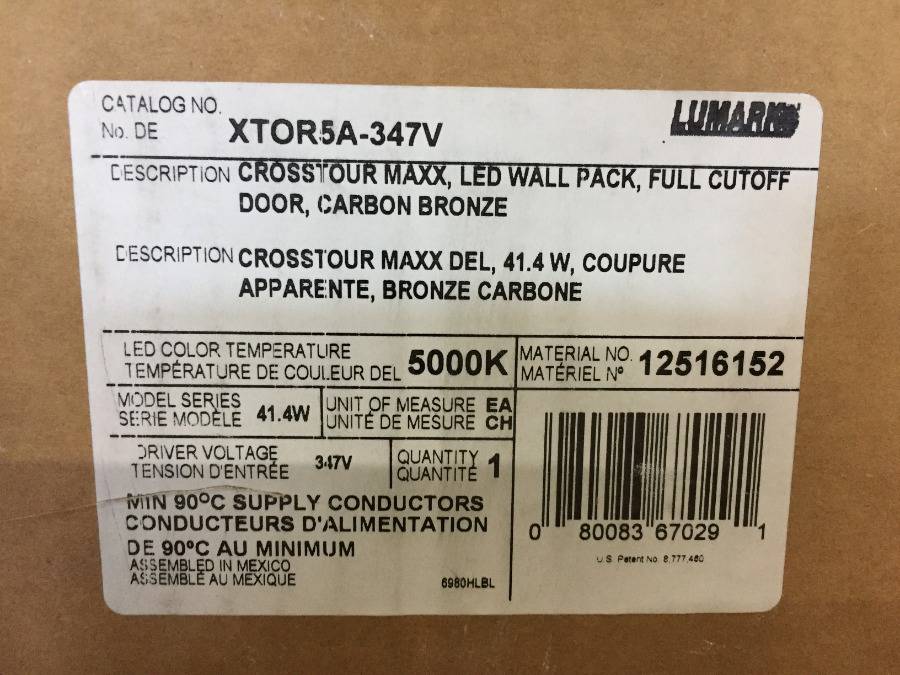 CATALOG NO.
No. DE XTOR5A-347V
LUMARK
DESCRIPTION CROSSTOUR MAXX, LED WALL PACK, FULL CUTOFF
DOOR, CARBON BRONZE
DESCRIPTION CROSSTOUR MAXX DEL, 41.4 W, COUPURE
APPARENTE, BRONZE CARBONE
LED COLOR TEMPERATURE
TEMPÉRATURE DE COULEUR DEL 5000K
MATERIAL NO.
MATÉRIEL Nº 12516152
MODEL SERIES
SERIE MODÈLE 41.4W
UNIT OF MEASURE EA
UNITÉ DE MESURE CH
DRIVER VOLTAGE
TENSION D'ENTRÉE 347V
QUANTITY
QUANTITÉ 1
MIN 90°C SUPPLY CONDUCTORS
CONDUCTEURS D'ALIMENTATION
DE 90°C AU MINIMUM
ASSEMBLED IN MEXICO
ASSEMBLÉ AU MEXIQUE
6980HLBL
0 80083 67029 1
U.S. Patent No. 8,777,460